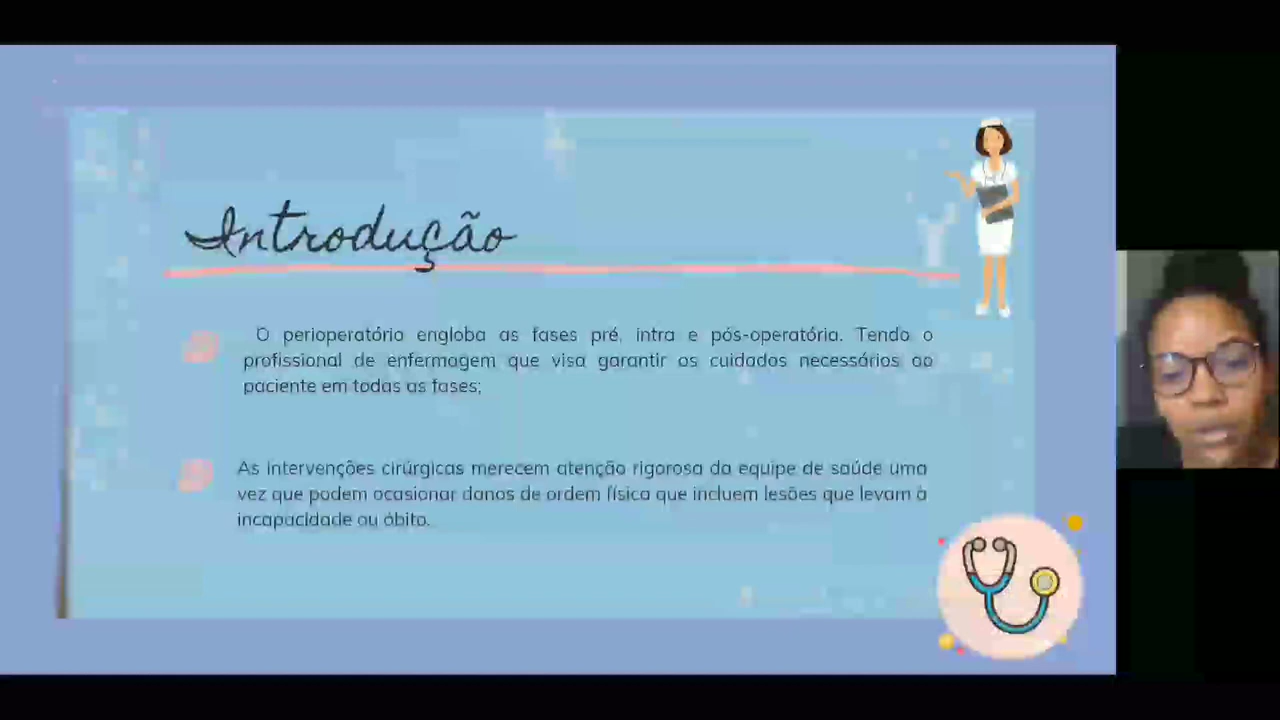 Introdução
O perioperatório engloba as fases pré, intra e pós-operatória. Tendo o
profissional de enfermagem que visa garantir os cuidados necessários ao
paciente em todas as fases;
As intervenções cirúrgicas merecem atenção rigorosa da equipe de saúde uma
vez que podem ocasionar danos de ordem física que incluem lesões que levam à
incapacidade ou óbito.